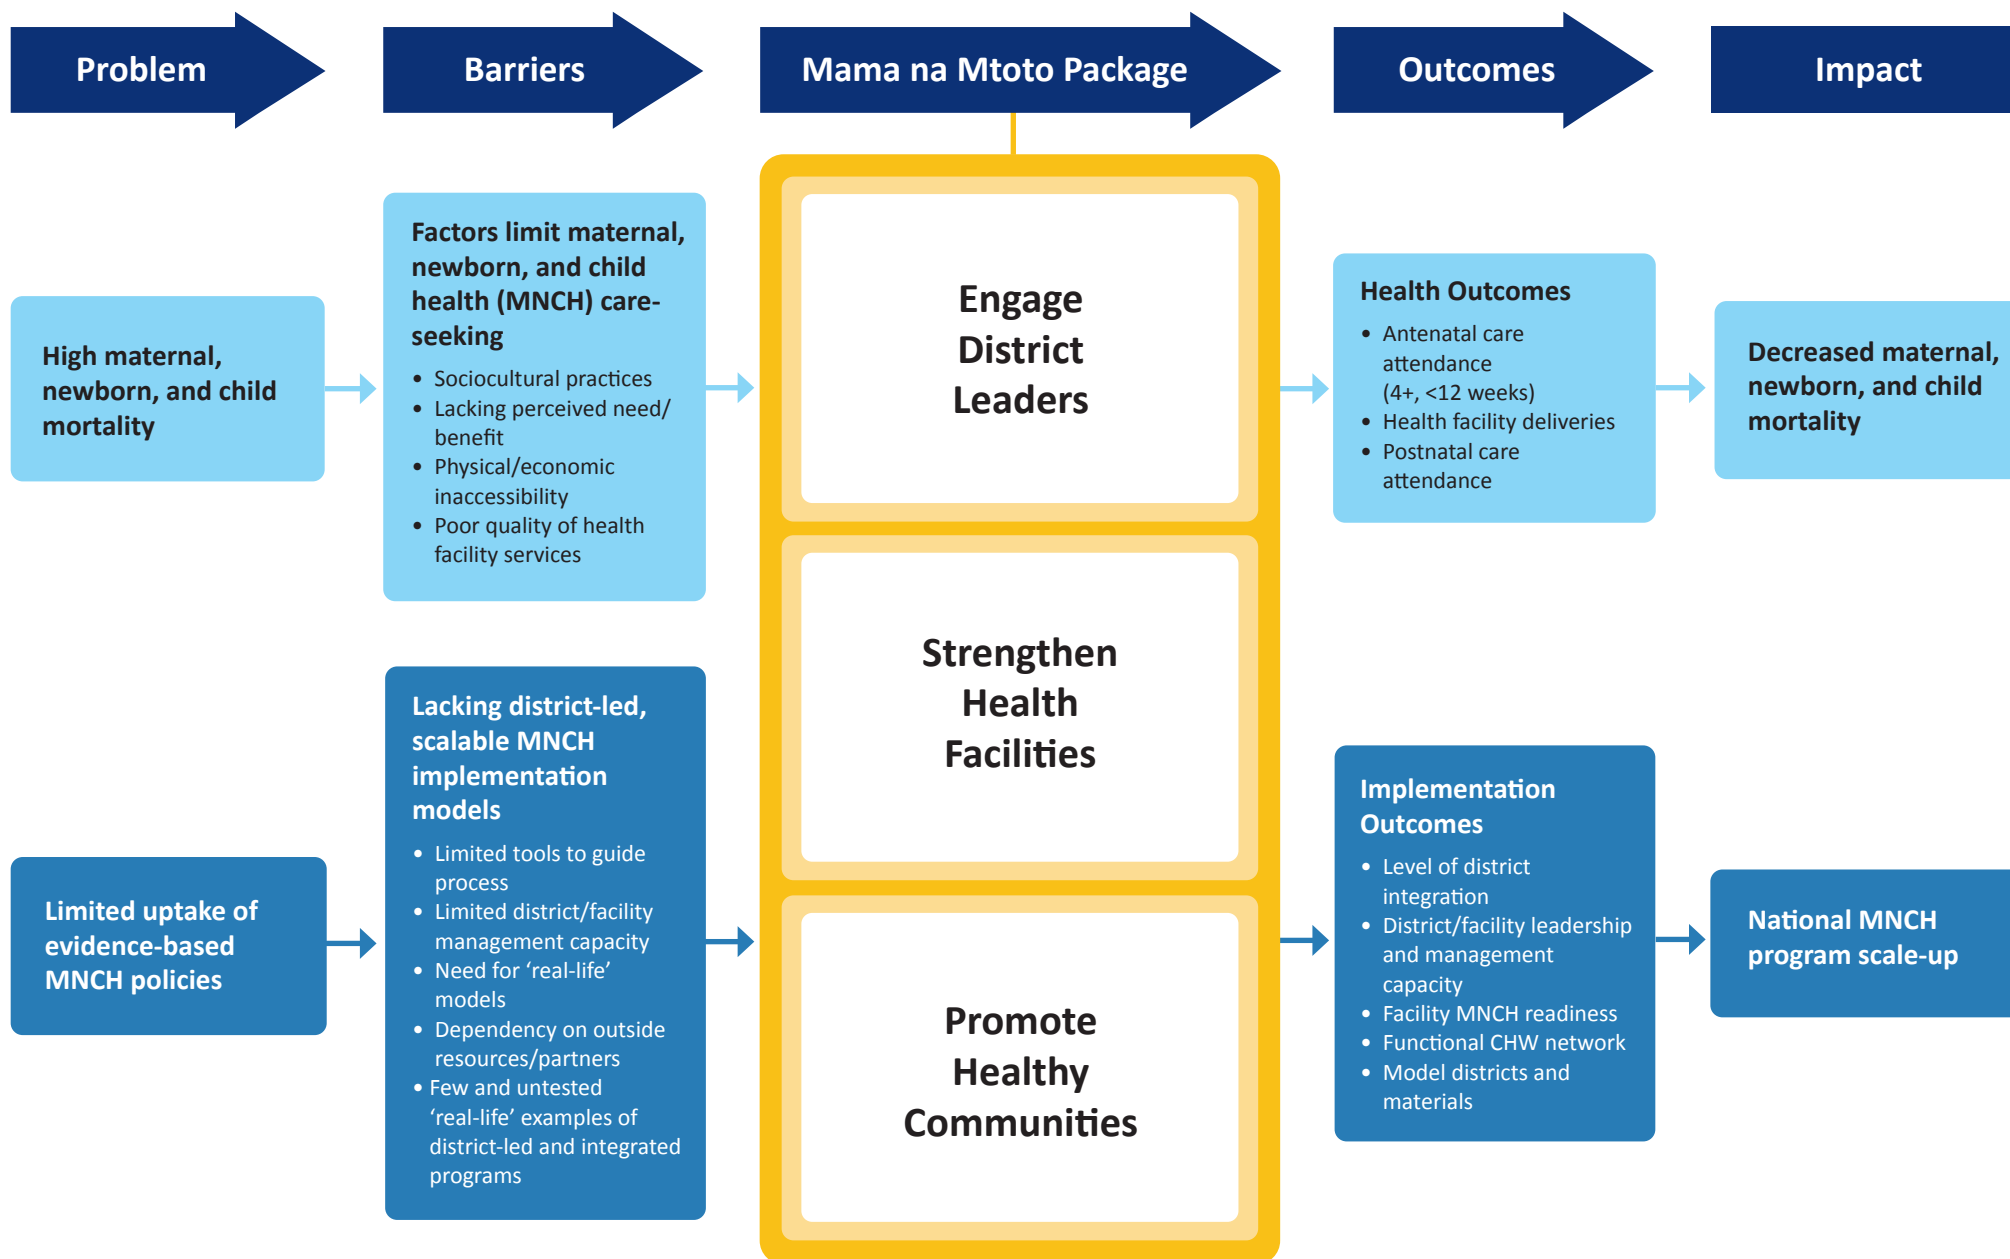 Problem
Barriers
Mama na Mtoto Package
Outcomes
Impact
High maternal,
newborn, and child
mortality
Factors limit maternal,
newborn, and child
health (MNCH) care-
seeking
• Sociocultural practices
• Lacking perceived need/
benefit
• Physical/economic
inaccessibility
• Poor quality of health
facility services
Engage
District
Leaders
Health Outcomes
• Antenatal care
attendance
(4+, <12 weeks)
• Health facility deliveries
• Postnatal care
attendance
Decreased maternal,
newborn, and child
mortality
Strengthen
Health
Facilities
Limited uptake of
evidence-based
MNCH policies
Lacking district-led,
scalable MNCH
implementation
models
• Limited tools to guide
process
• Limited district/facility
management capacity
• Need for ‘real-life’
models
• Dependency on outside
resources/partners
• Few and untested
‘real-life’ examples of
district-led and integrated
programs
Promote
Healthy
Communities
Implementation
Outcomes
• Level of district
integration
• District/facility leadership
and management
capacity
• Facility MNCH readiness
• Functional CHW network
• Model districts and
materials
National MNCH
program scale-up